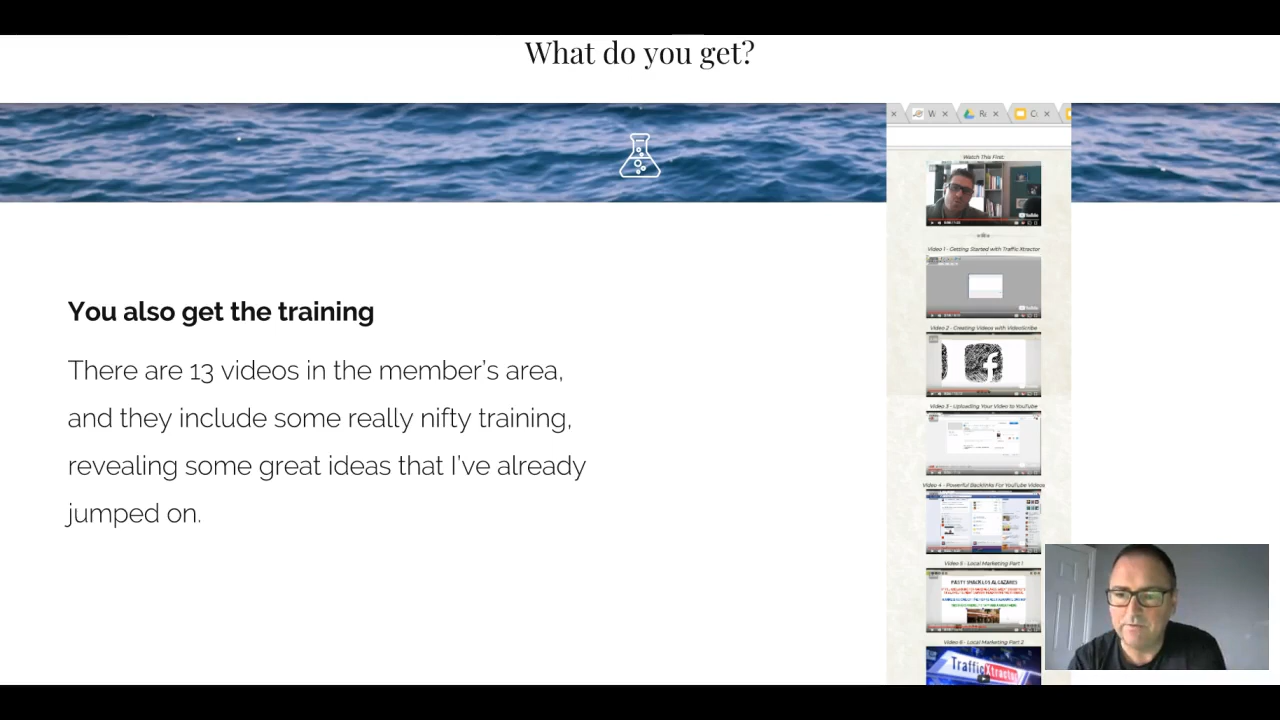 What do you get?
W
Watch This First:
Video 1 - Getting Started with Traffic Xtractor
Video 2 - Creating Videos with VideoScribe
Video 3 - Uploading Your Video to YouTube
Video 4 - Powerful Backlinks For YouTube Videos
Video 5 - Local Marketing Part 1
Video 6 - Local Marketing Part 2
TrafficXtractor
You also get the training
There are 13 videos in the member's area,
and they include some really nifty training,
revealing some great ideas that I've already
jumped on.